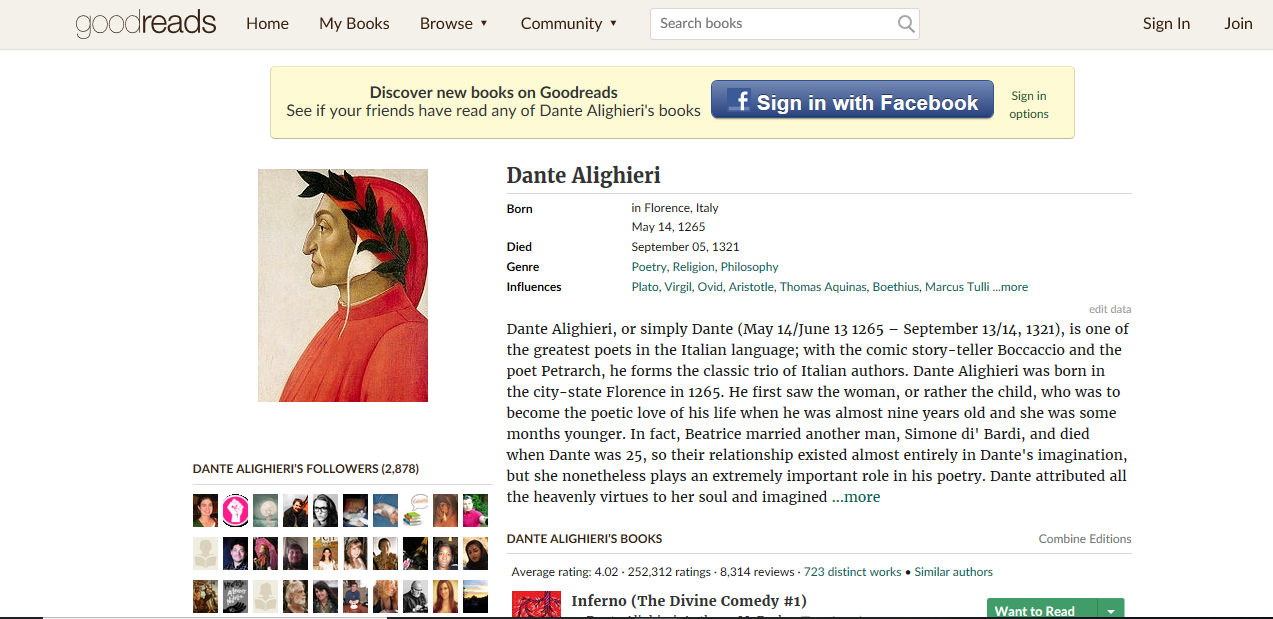 goodreads Home My Books Browse ▼ Community ▼ Search books Sign In Join
Discover new books on Goodreads
See if your friends have read any of Dante Alighieri's books
f Sign in with Facebook
Sign in
options
Dante Alighieri
Born in Florence, Italy
May 14, 1265
Died September 05, 1321
Genre Poetry, Religion, Philosophy
Influences Plato, Virgil, Ovid, Aristotle, Thomas Aquinas, Boethius, Marcus Tulli ...more
edit data
Dante Alighieri, or simply Dante (May 14/June 13 1265 – September 13/14, 1321), is one of
the greatest poets in the Italian language; with the comic story-teller Boccaccio and the
poet Petrarch, he forms the classic trio of Italian authors. Dante Alighieri was born in
the city-state Florence in 1265. He first saw the woman, or rather the child, who was to
become the poetic love of his life when he was almost nine years old and she was some
months younger. In fact, Beatrice married another man, Simone di' Bardi, and died
when Dante was 25, so their relationship existed almost entirely in Dante's imagination,
but she nonetheless plays an extremely important role in his poetry. Dante attributed all
the heavenly virtues to her soul and imagined ...more
DANTE ALIGHIERI'S FOLLOWERS (2,878)
DANTE ALIGHIERI'S BOOKS Combine Editions
Average rating: 4.02 · 252,312 ratings · 8,314 reviews · 723 distinct works • Similar authors
Inferno (The Divine Comedy #1)
Want to Read